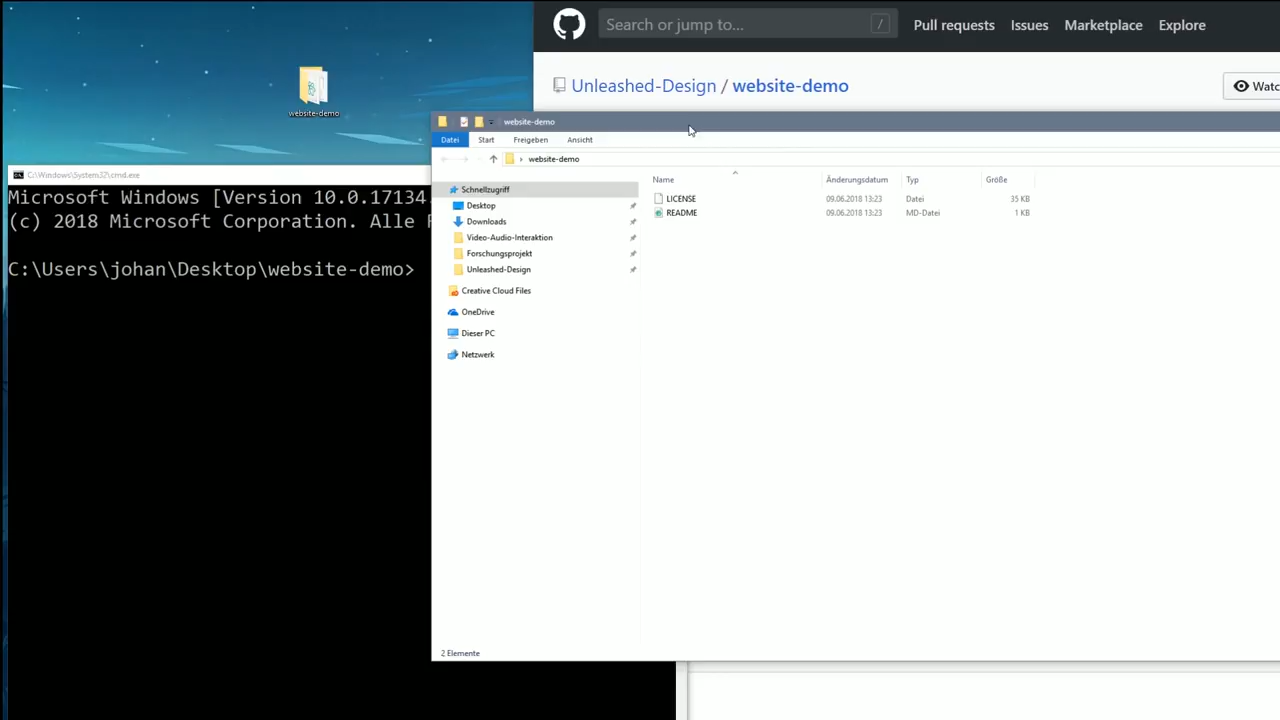 Search or jump to...
/
Pull requests
Issues
Marketplace
Explore
Unleashed-Design / website-demo
Watc
website-demo
website-demo
Datei
Start
Freigeben
Ansicht
website-demo
C:\Windows\System32\cmd.exe
Microsoft Windows [Version 10.0.17134.
(c) 2018 Microsoft Corporation. Alle
C:\Users\johan\Desktop\website-demo>
Schnellzugriff
Desktop
Downloads
Video-Audio-Interaktion
Forschungsprojekt
Unleashed-Design
Creative Cloud Files
OneDrive
Dieser PC
Netzwerk
Name
Änderungsdatum
Typ
Größe
LICENSE
09.06.2018 13:23
Datei
35 KB
README
09.06.2018 13:23
MD-Datei
1 KB
2 Elemente